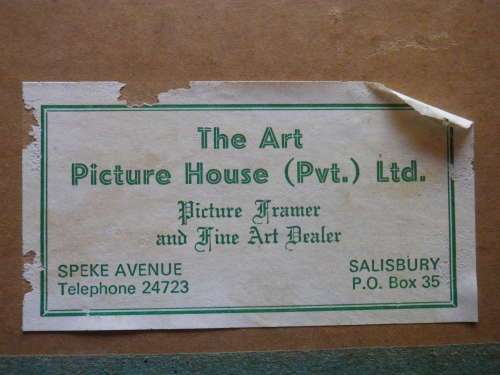 The Art
Picture House (Pvt.) Ltd.
Picture Framer
and Fine Art Dealer
SPEKE AVENUE
Telephone 24723
SALISBURY
P.O. Box 35